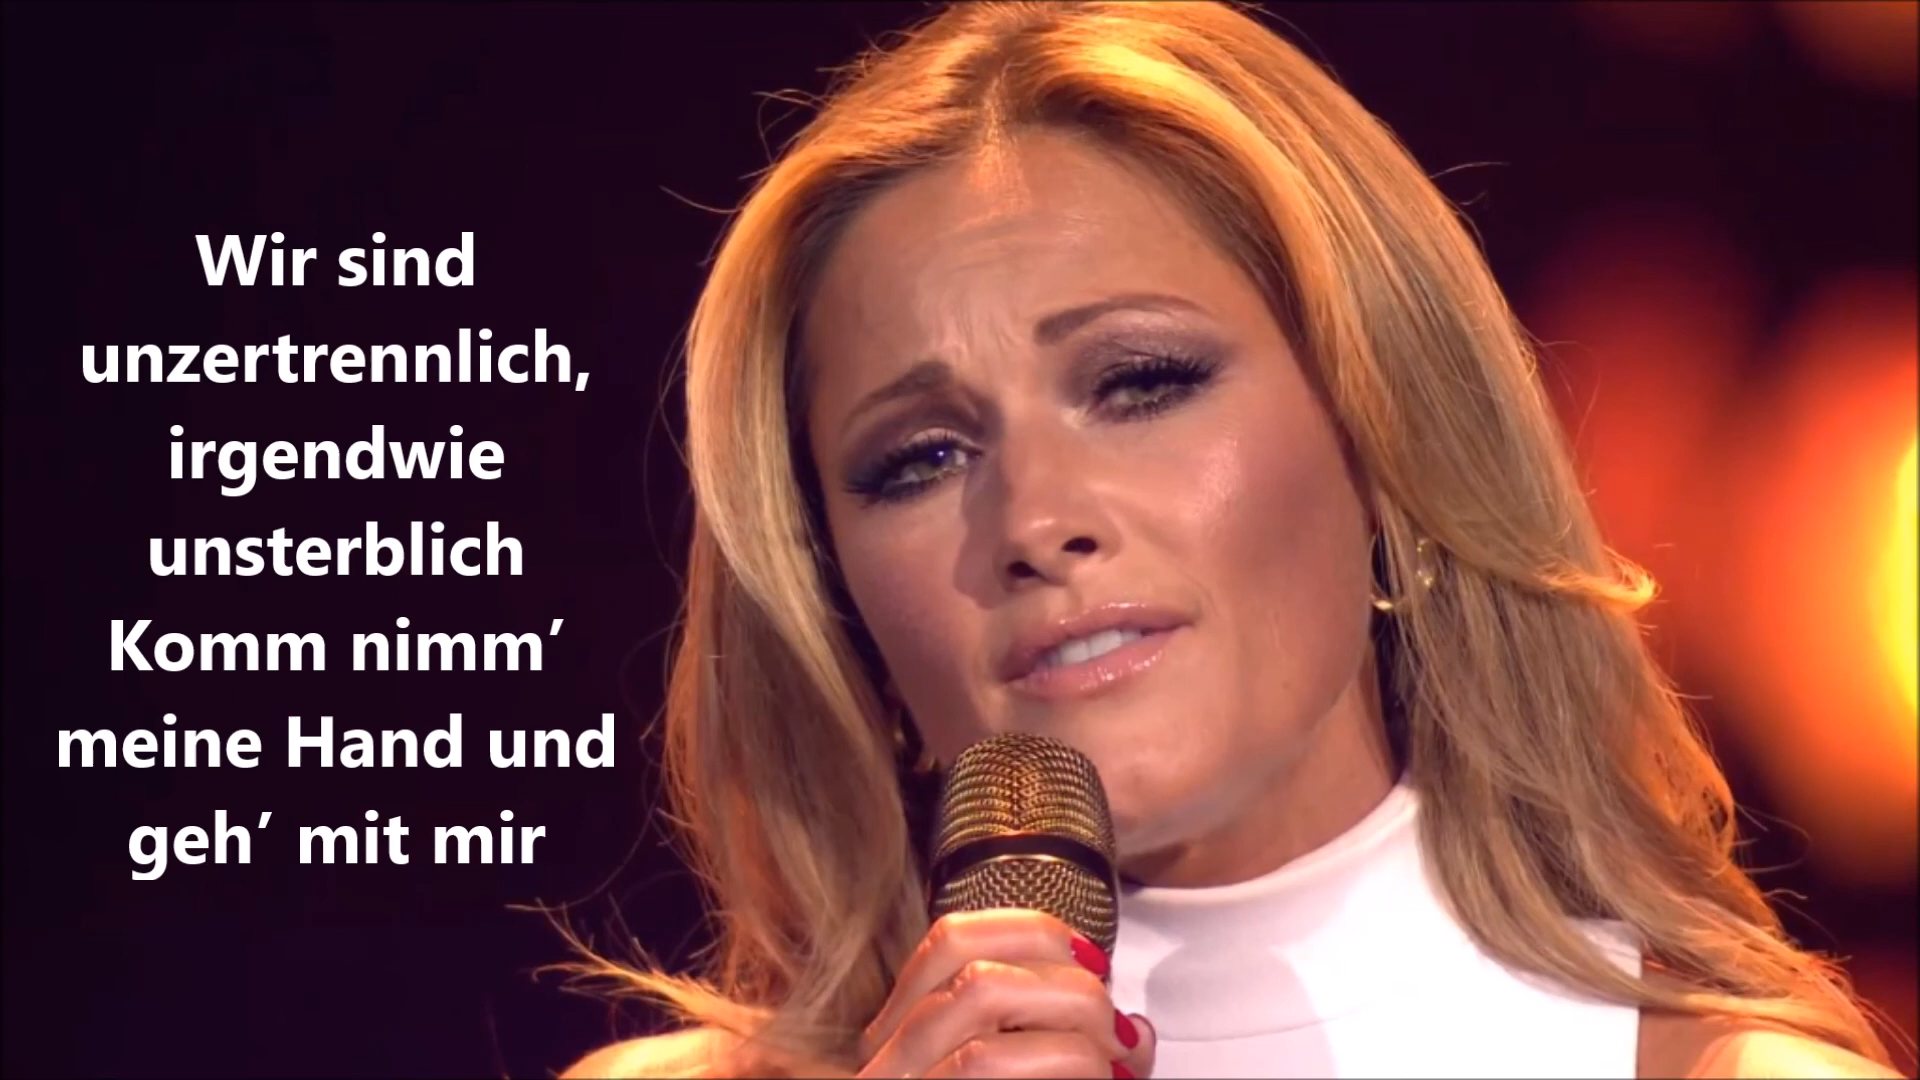 Wir sind
unzertrennlich,
irgendwie
unsterblich
Komm nimm’
meine Hand und
geh’ mit mir